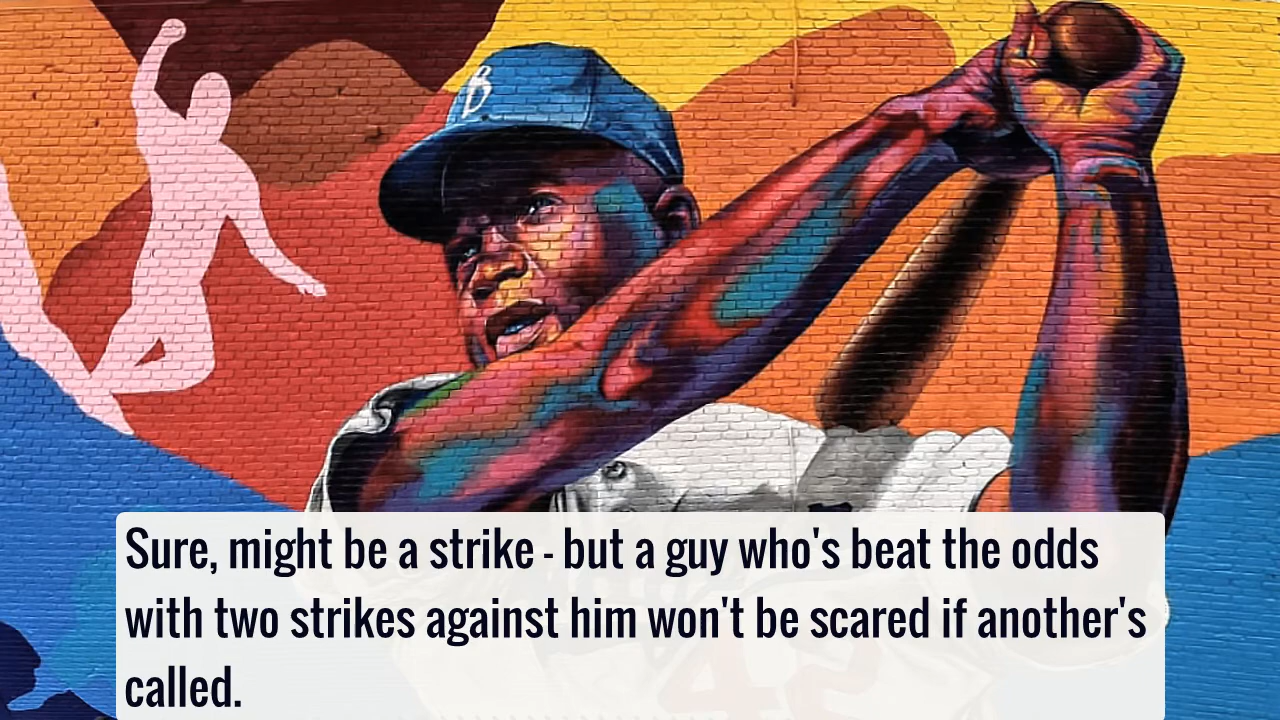 B
Sure, might be a strike - but a guy who's beat the odds
with two strikes against him won't be scared if another's
called.
42